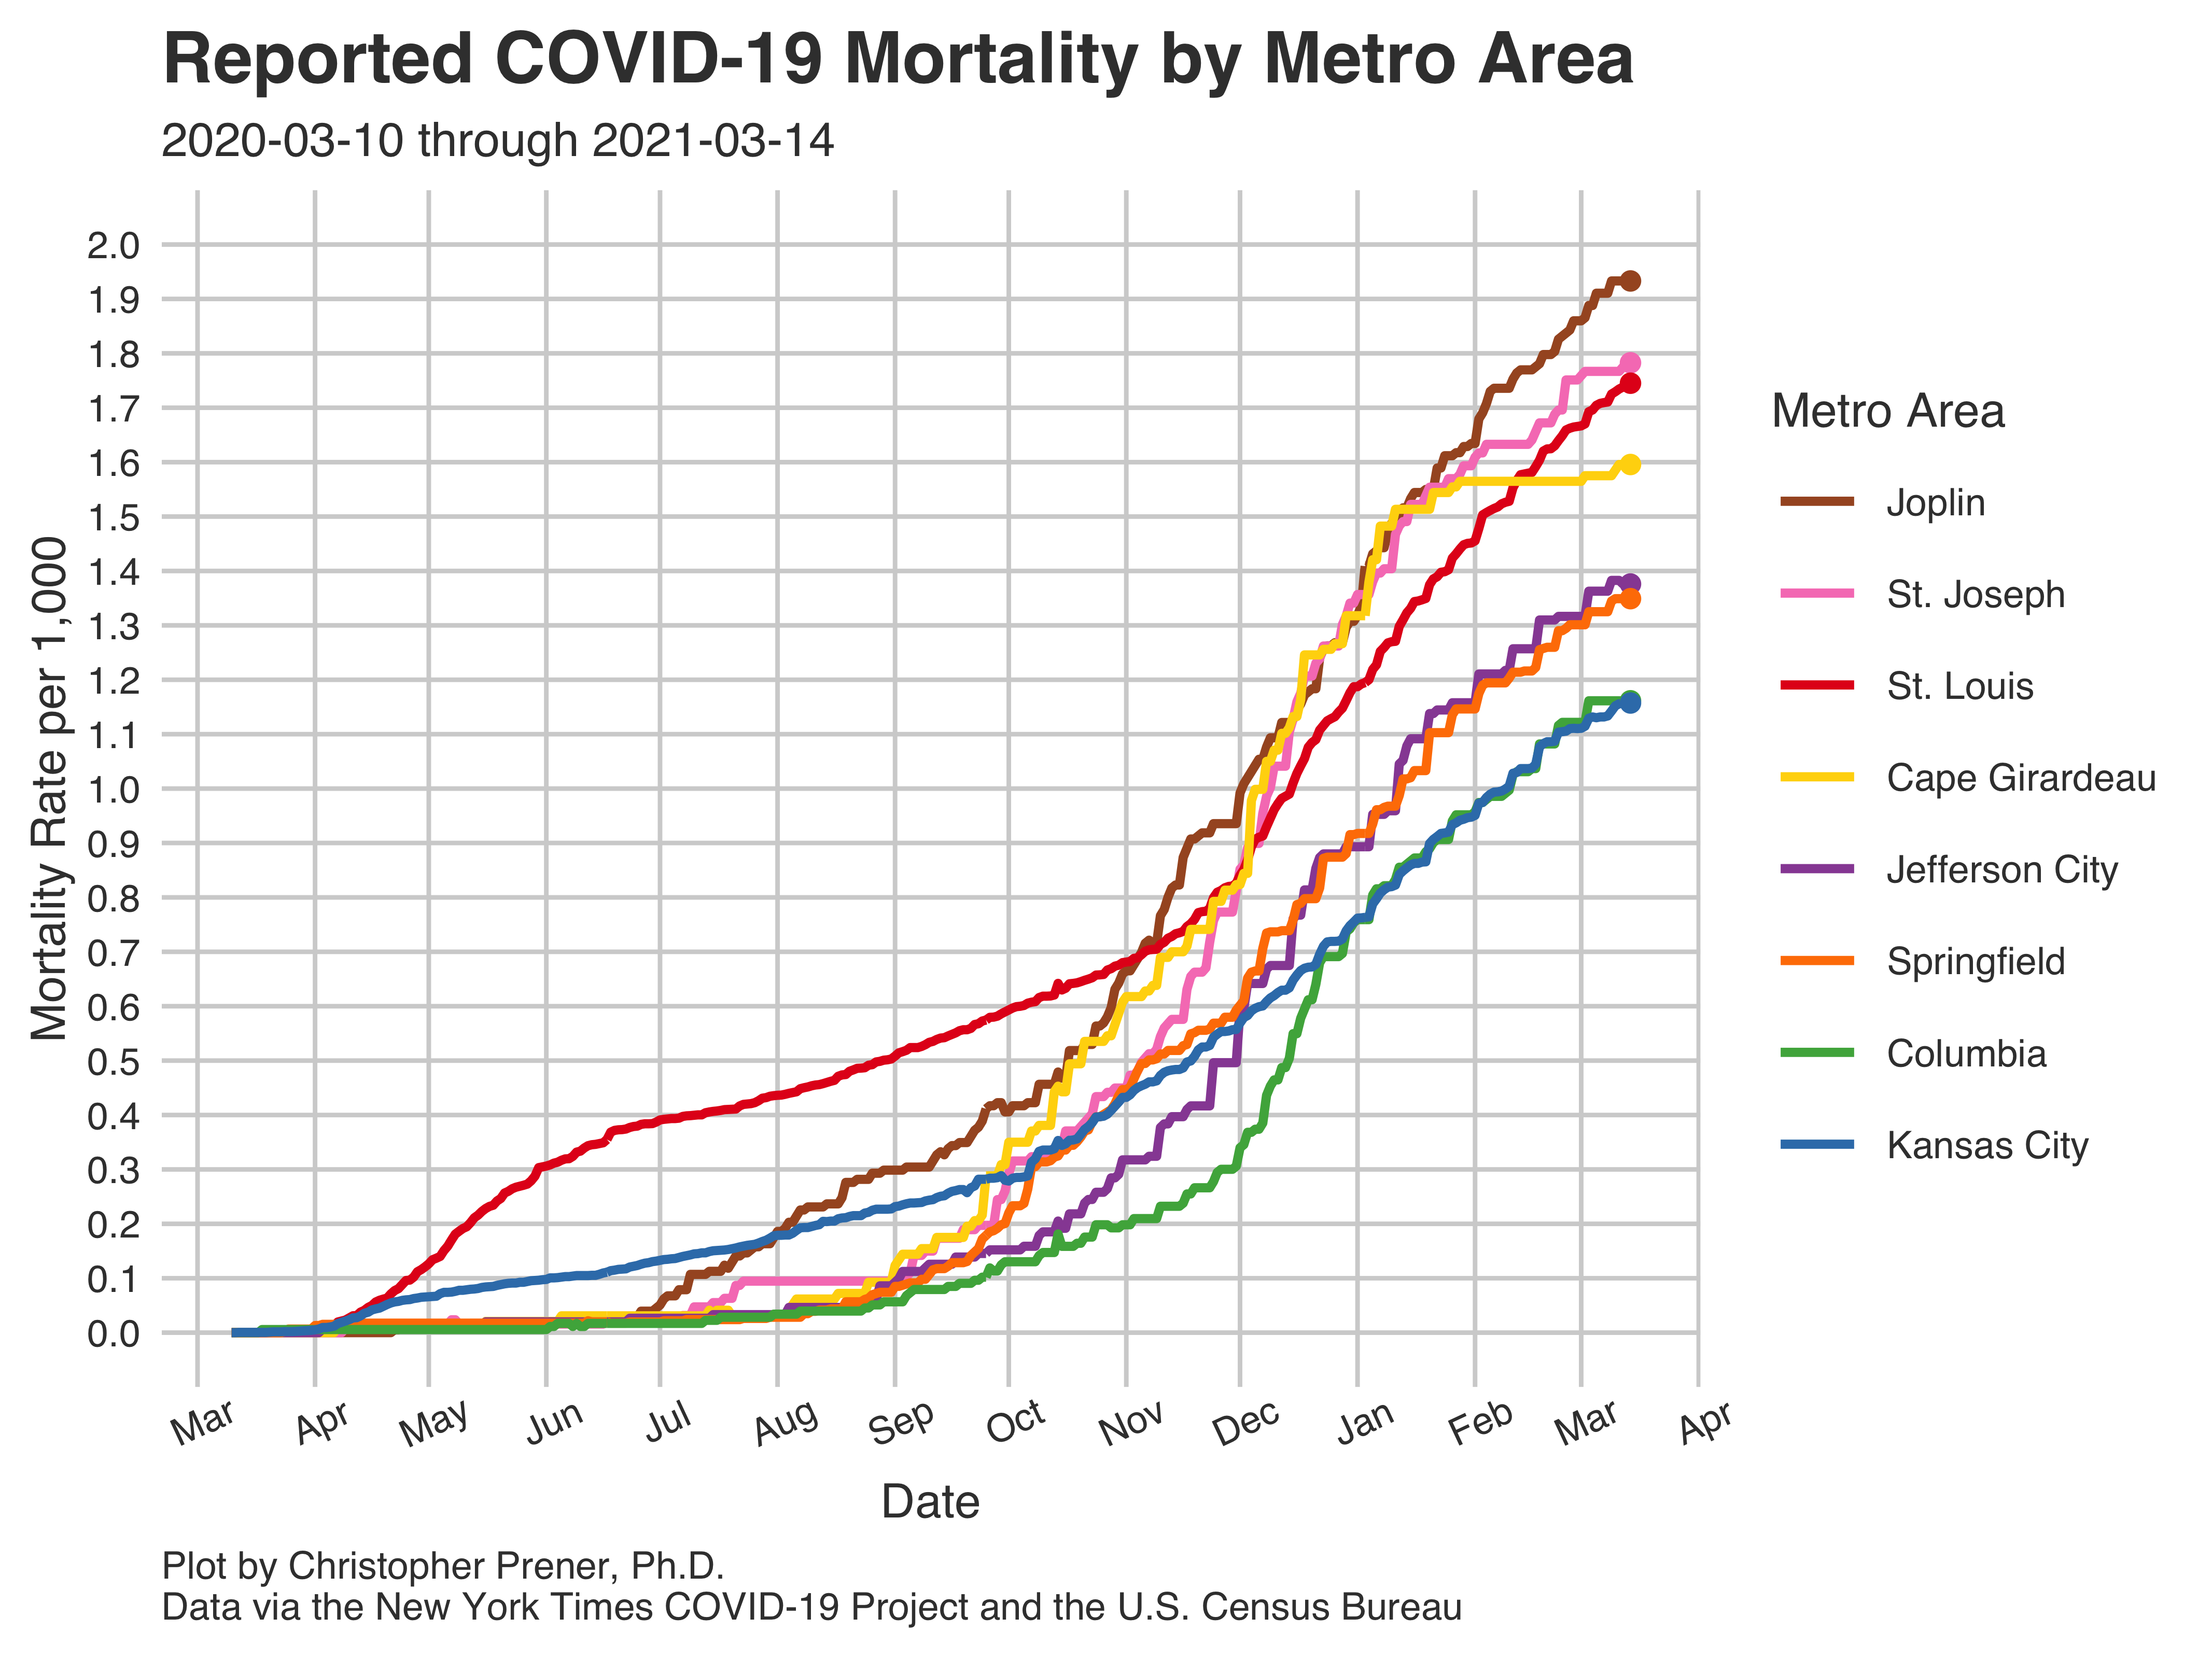 Reported COVID-19 Mortality by Metro Area
2020-03-10 through 2021-03-14
Mortality Rate per 1,000
2.0
1.9
1.8
1.7
1.6
1.5
1.4
1.3
1.2
1.1
1.0
0.9
0.8
0.7
0.6
0.5
0.4
0.3
0.2
0.1
0.0
Mar Apr May Jun Jul Aug Sep Oct Nov Dec Jan Feb Mar Apr
Date
Metro Area
Joplin
St. Joseph
St. Louis
Cape Girardeau
Jefferson City
Springfield
Columbia
Kansas City
Plot by Christopher Prener, Ph.D.
Data via the New York Times COVID-19 Project and the U.S. Census Bureau